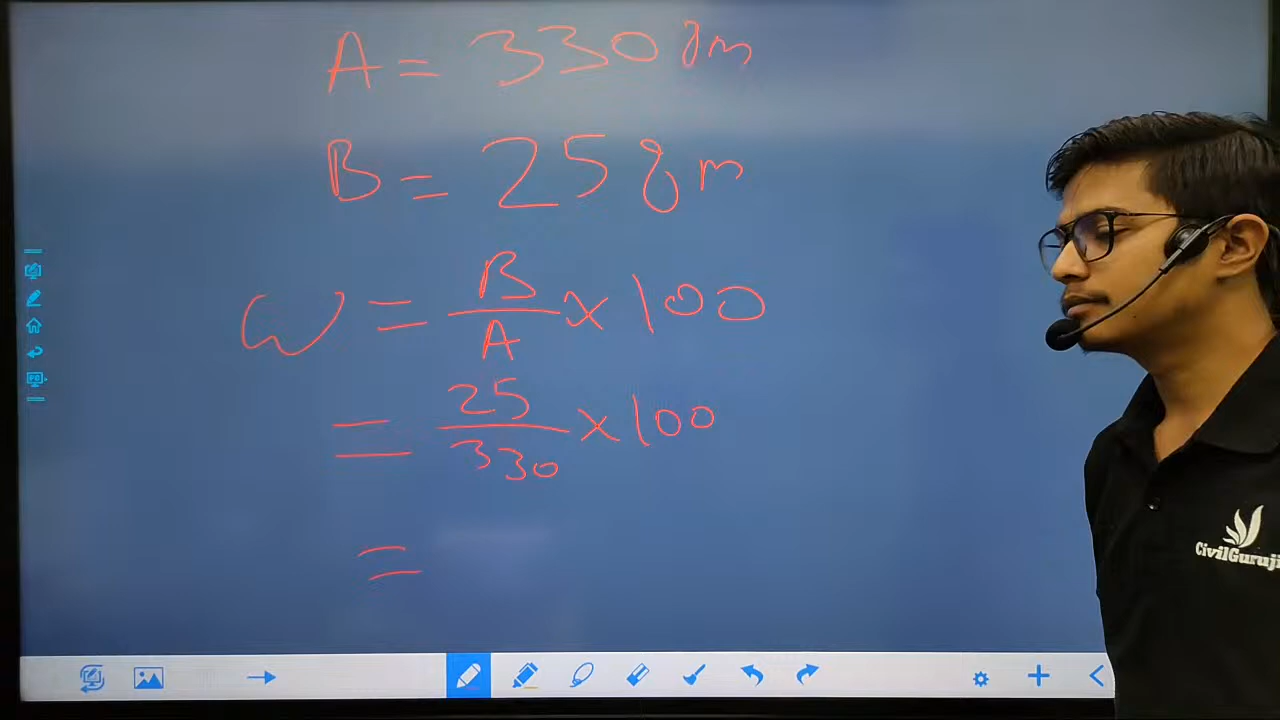 A = 330 gm
B = 25 gm
W = B/A × 100
= 25/330 × 100
=
CivilGuruji